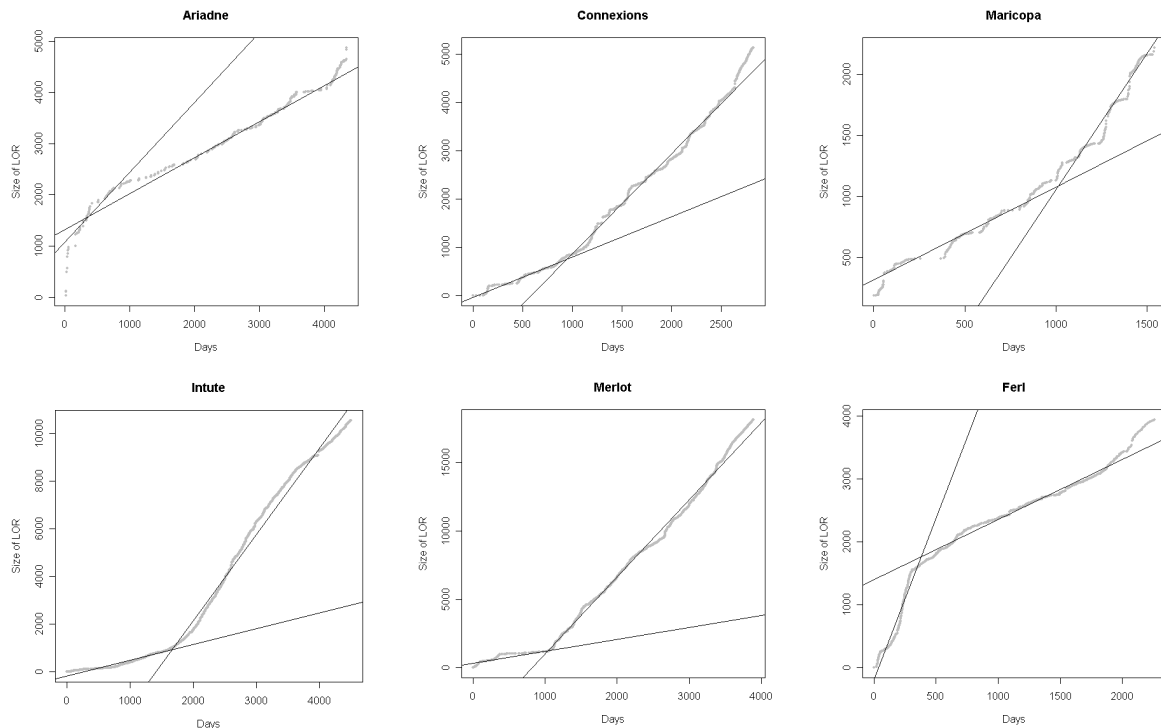 Ariadne
Size of LOR
0 1000 2000 3000 4000 5000
0 1000 2000 3000 4000
Days
Connexions
Size of LOR
0 1000 2000 3000 4000 5000
0 500 1000 1500 2000 2500
Days
Maricopa
Size of LOR
500 1000 1500 2000
0 500 1000 1500
Days
Intute
Size of LOR
0 2000 4000 6000 8000 10000
0 1000 2000 3000 4000
Days
Merlot
Size of LOR
0 5000 10000 15000
0 1000 2000 3000 4000
Days
Ferl
Size of LOR
0 1000 2000 3000 4000
0 500 1000 1500 2000
Days